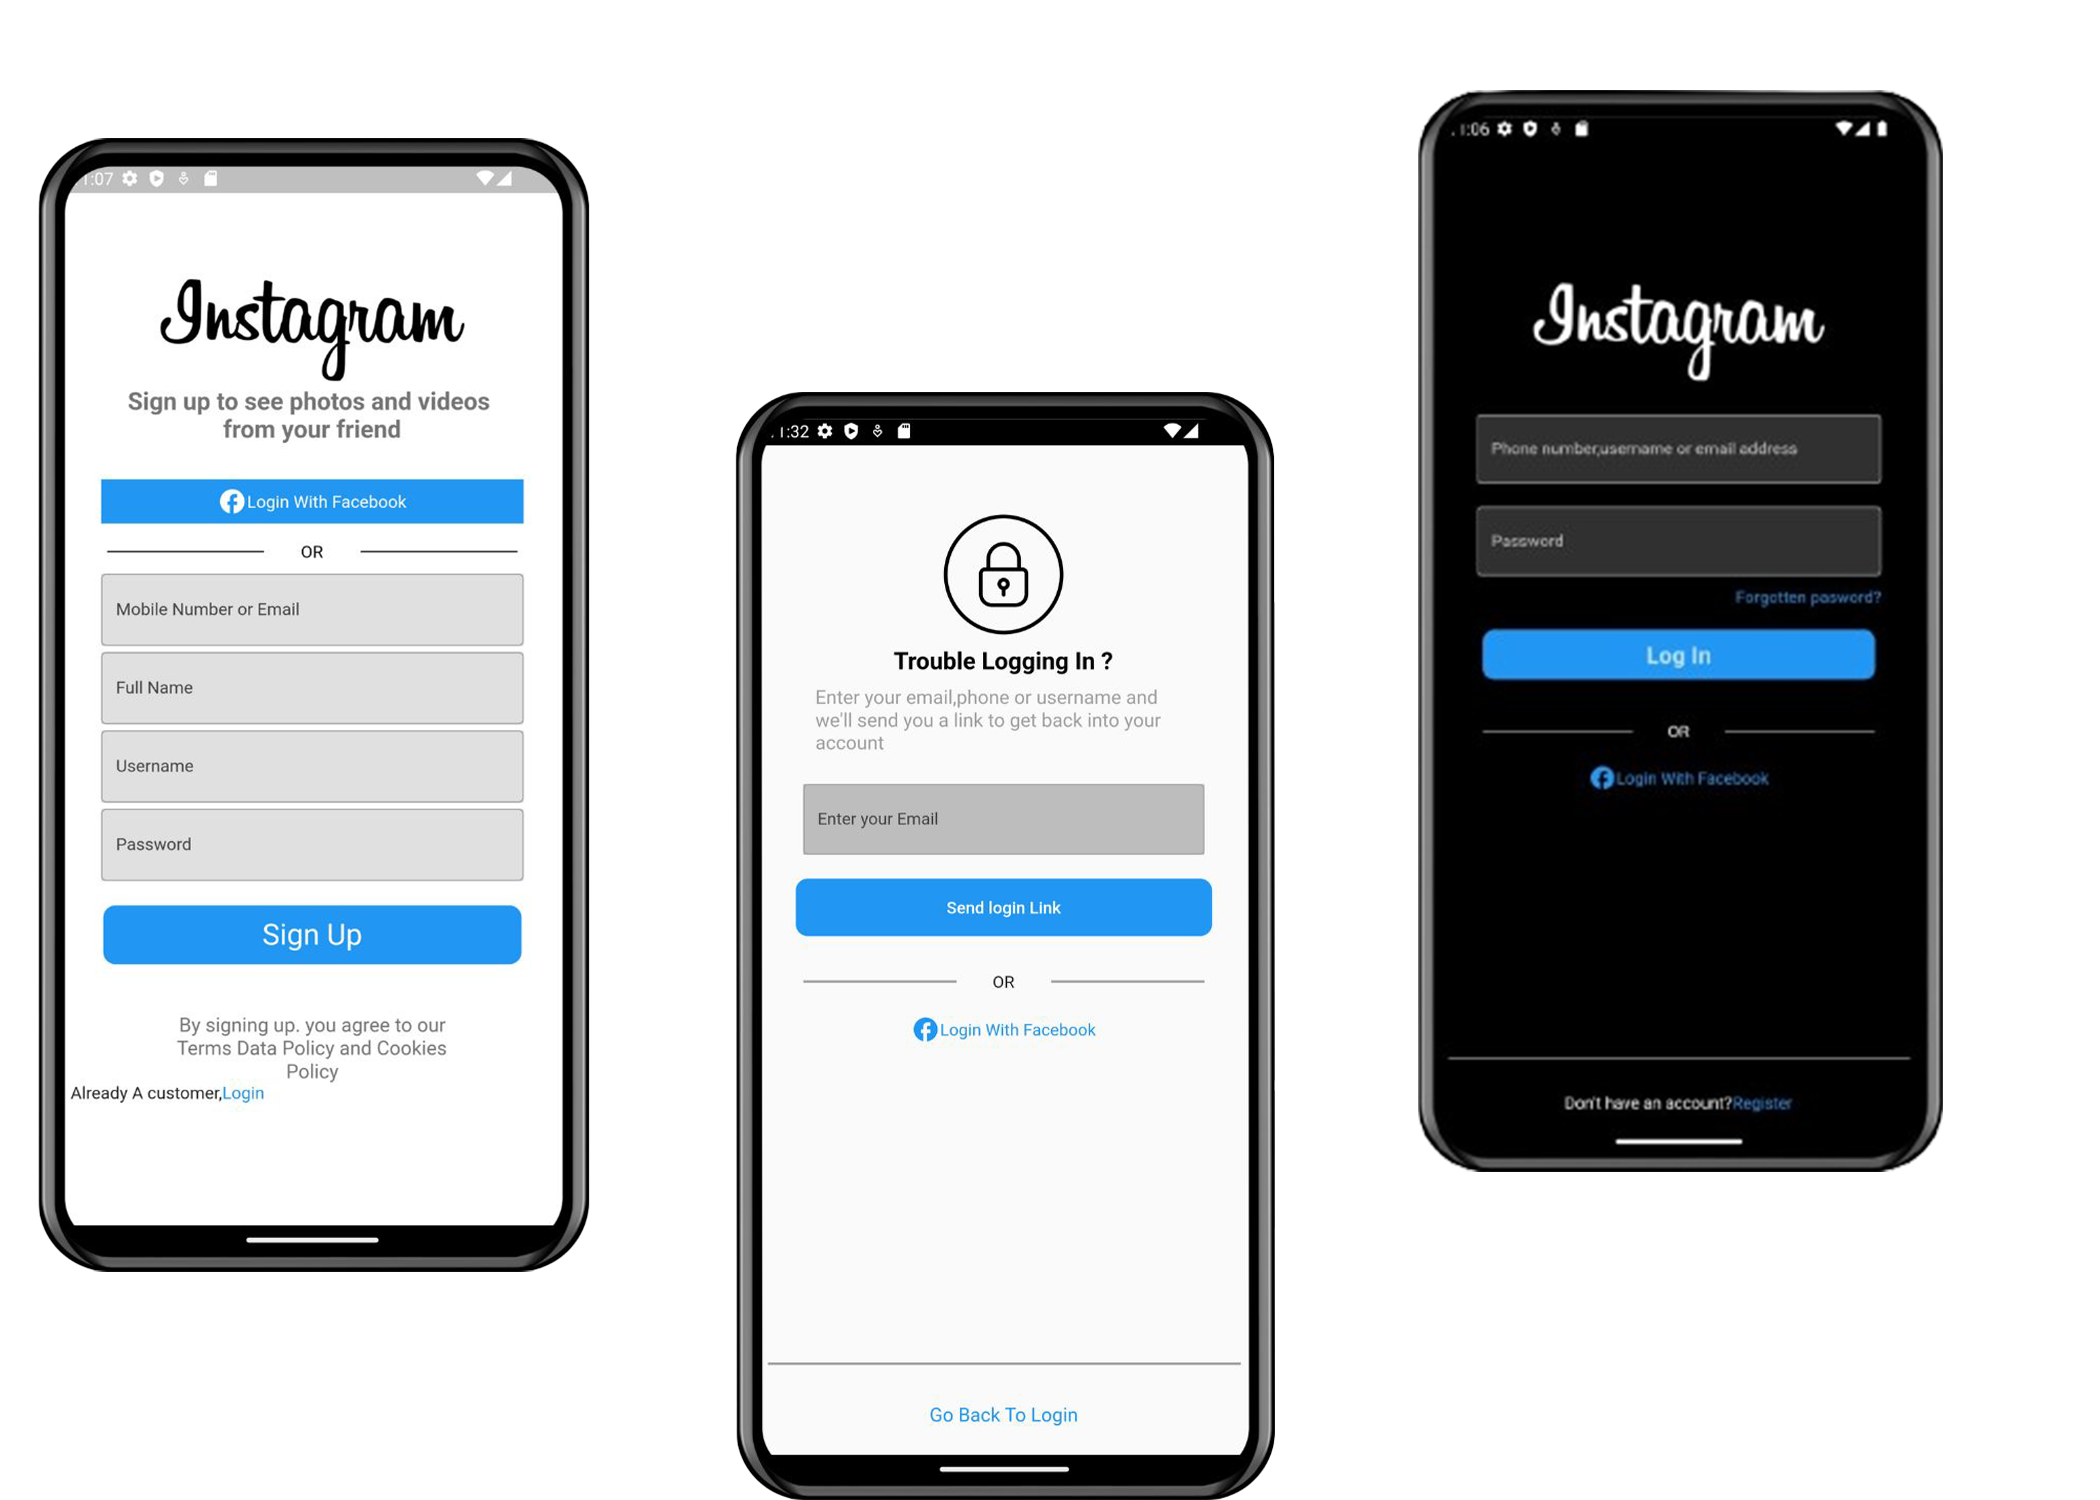 1:07
Instagram
Sign up to see photos and videos
from your friend
Login With Facebook
OR
Mobile Number or Email
Full Name
Username
Password
Sign Up
By signing up. you agree to our
Terms Data Policy and Cookies
Policy
Already A customer,Login
1:32
Trouble Logging In ?
Enter your email,phone or username and
we'll send you a link to get back into your
account
Enter your Email
Send login Link
OR
Login With Facebook
Go Back To Login
1:06
Instagram
Phone number,username or email address
Password
Forgotten pasword?
Log In
OR
Login With Facebook
Don't have an account?Register